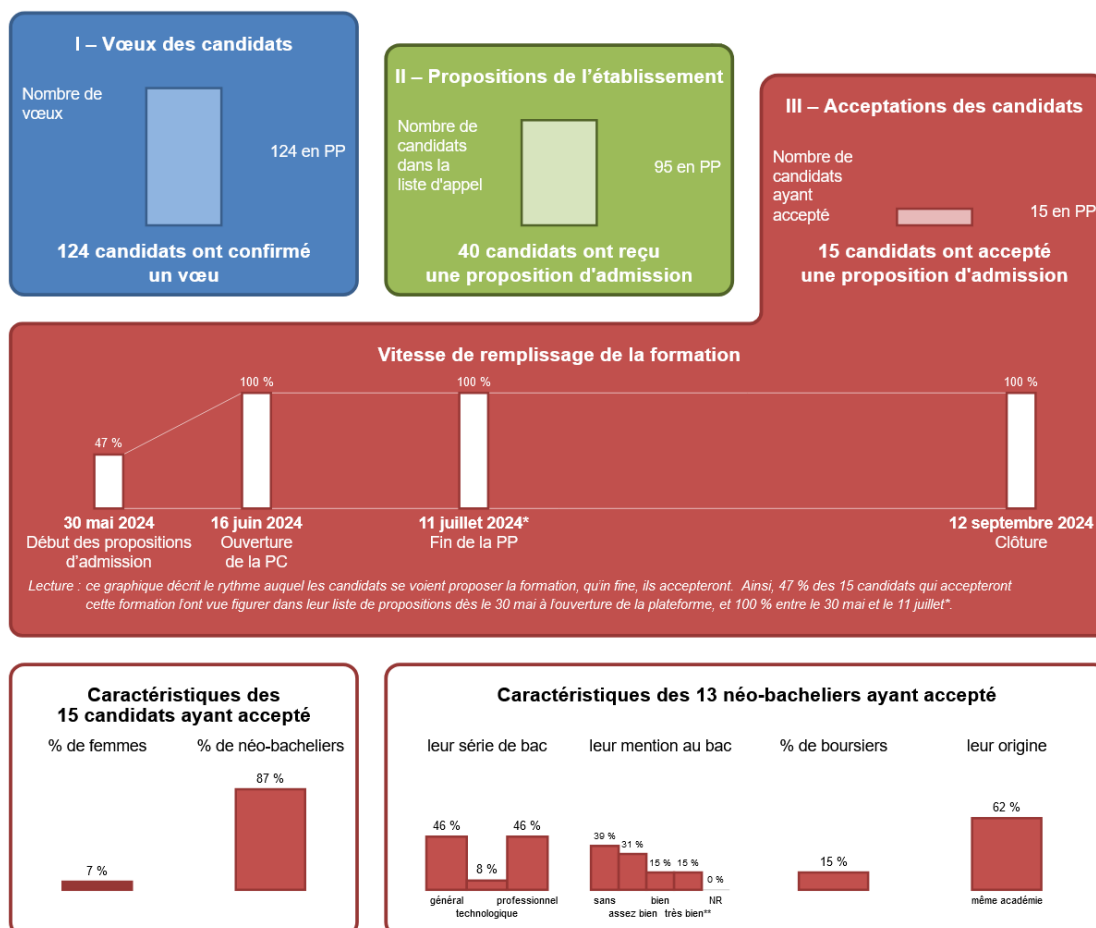 I – Vœux des candidats
Nombre de
vœux
124 en PP
124 candidats ont confirmé
un vœu
II – Propositions de l'établissement
Nombre de
candidats
dans la
liste d'appel
95 en PP
40 candidats ont reçu
une proposition d'admission
III – Acceptations des candidats
Nombre de
candidats
ayant
accepté
15 en PP
15 candidats ont accepté
une proposition d'admission
Vitesse de remplissage de la formation
47 %
100 %
100 %
100 %
30 mai 2024
Début des propositions
d'admission
16 juin 2024
Ouverture
de la PC
11 juillet 2024*
Fin de la PP
12 septembre 2024
Clôture
Lecture : ce graphique décrit le rythme auquel les candidats se voient proposer la formation, qu'in fine, ils accepteront. Ainsi, 47 % des 15 candidats qui accepteront
cette formation l'ont vue figurer dans leur liste de propositions dès le 30 mai à l'ouverture de la plateforme, et 100 % entre le 30 mai et le 11 juillet*.
Caractéristiques des
15 candidats ayant accepté
% de femmes
% de néo-bacheliers
7 %
87 %
Caractéristiques des 13 néo-bacheliers ayant accepté
leur série de bac
46 %
8 %
46 %
général
technologique
professionnel
leur mention au bac
39 %
31 %
15 %
15 %
0 %
sans
assez bien
bien
très bien**
NR
% de boursiers
15 %
leur origine
62 %
même académie